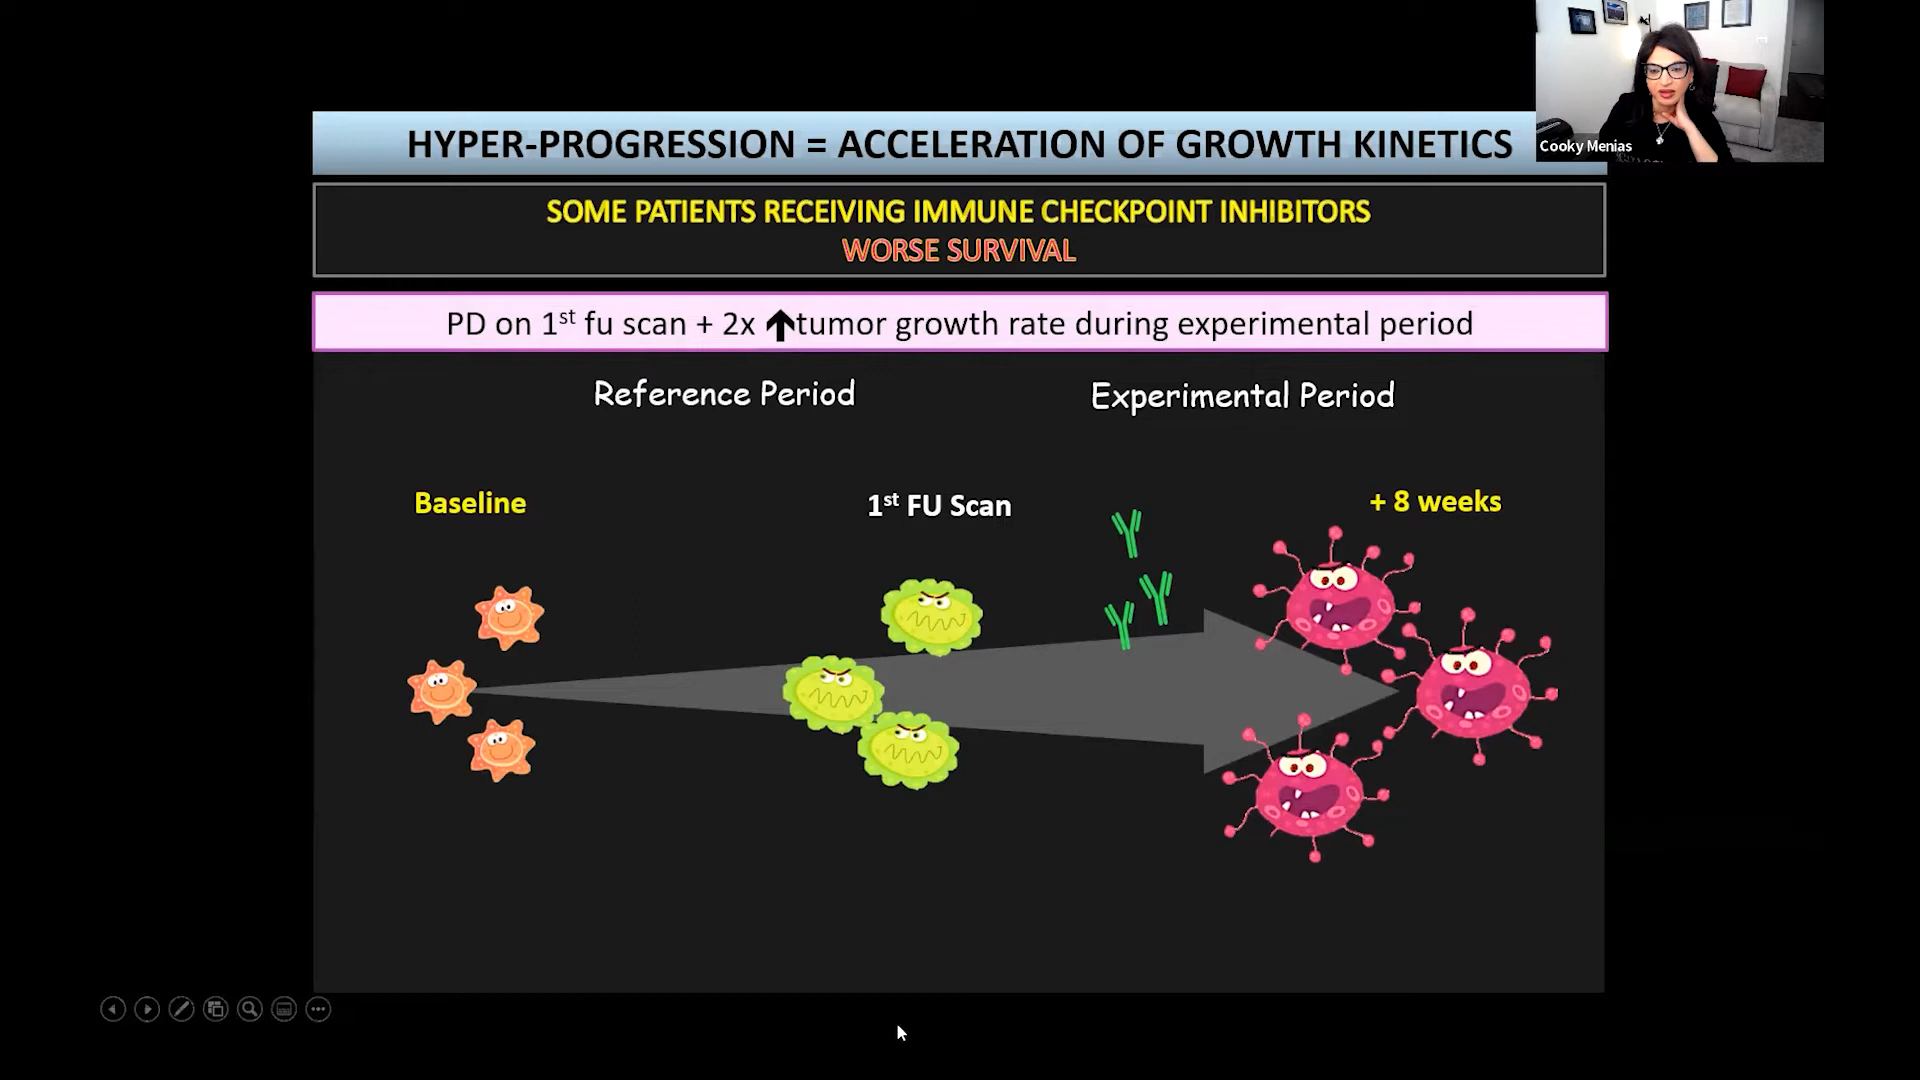 HYPER-PROGRESSION = ACCELERATION OF GROWTH KINETICS
Cooky Menias
SOME PATIENTS RECEIVING IMMUNE CHECKPOINT INHIBITORS
WORSE SURVIVAL
PD on 1st fu scan + 2x ⬆tumor growth rate during experimental period
Reference Period
Experimental Period
Baseline
1st FU Scan
+ 8 weeks